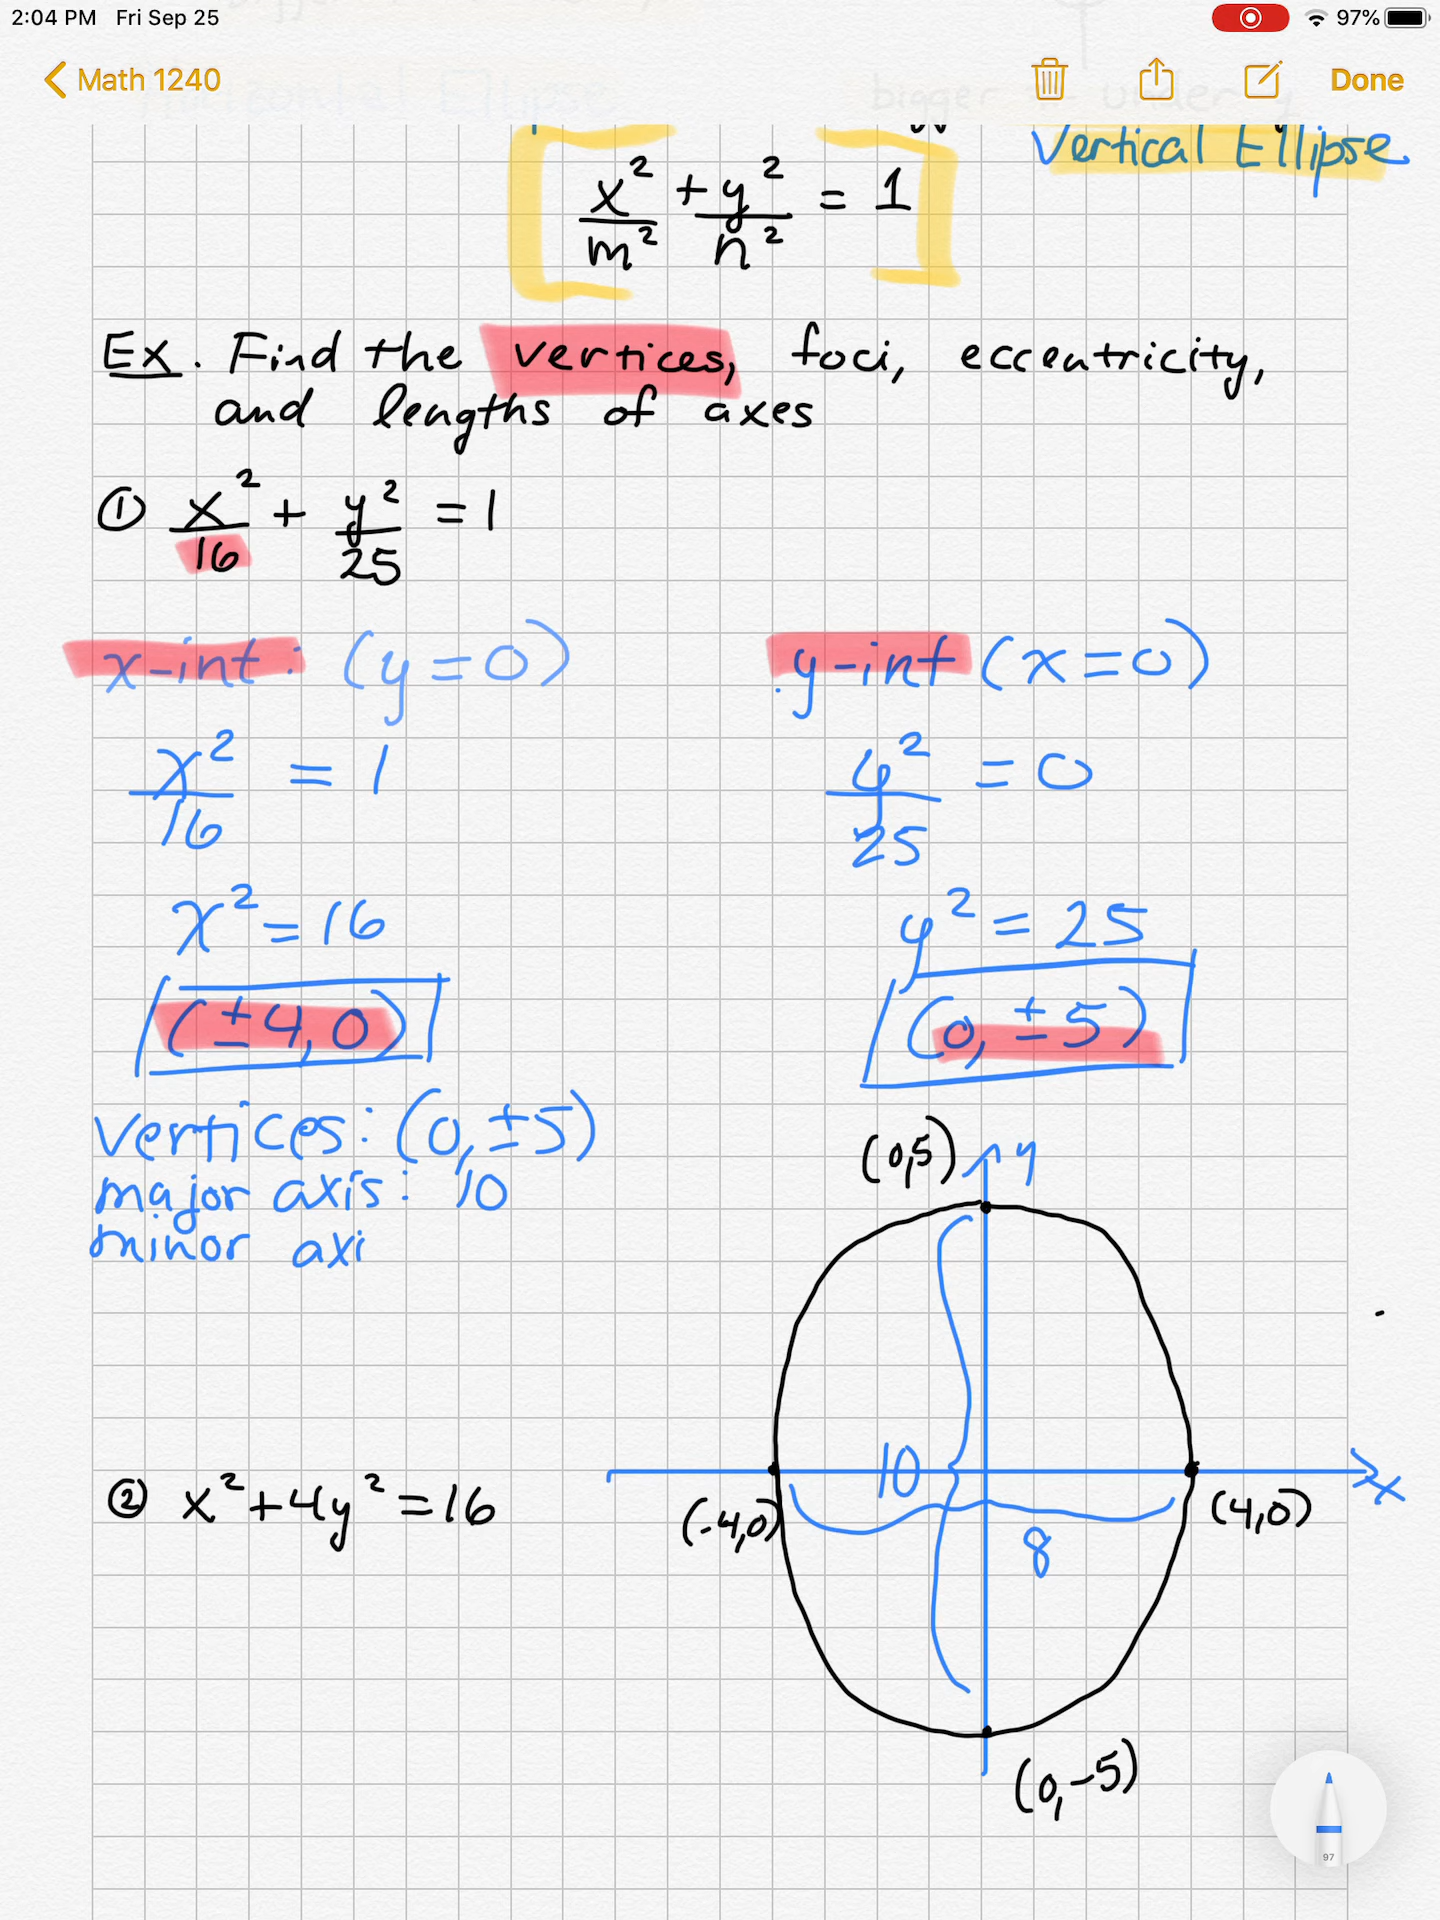 2:04 PM Fri Sep 25 97%
Math 1240 Done
bigger under y
Vertical Ellipse
x²/m² + y²/n² = 1
Ex. Find the vertices, foci, eccentricity,
and lengths of axes
① x²/16 + y²/25 = 1
x-int: (y=0)
x²/16 = 1
x² = 16
(±4,0)
y-int (x=0)
y²/25 = 0
y² = 25
(0, ±5)
vertices: (0,±5)
major axis: 10
minor axi
(0,5) y
10
x
(-4,0)
(4,0)
8
(0,-5)
② x²+4y²=16
97